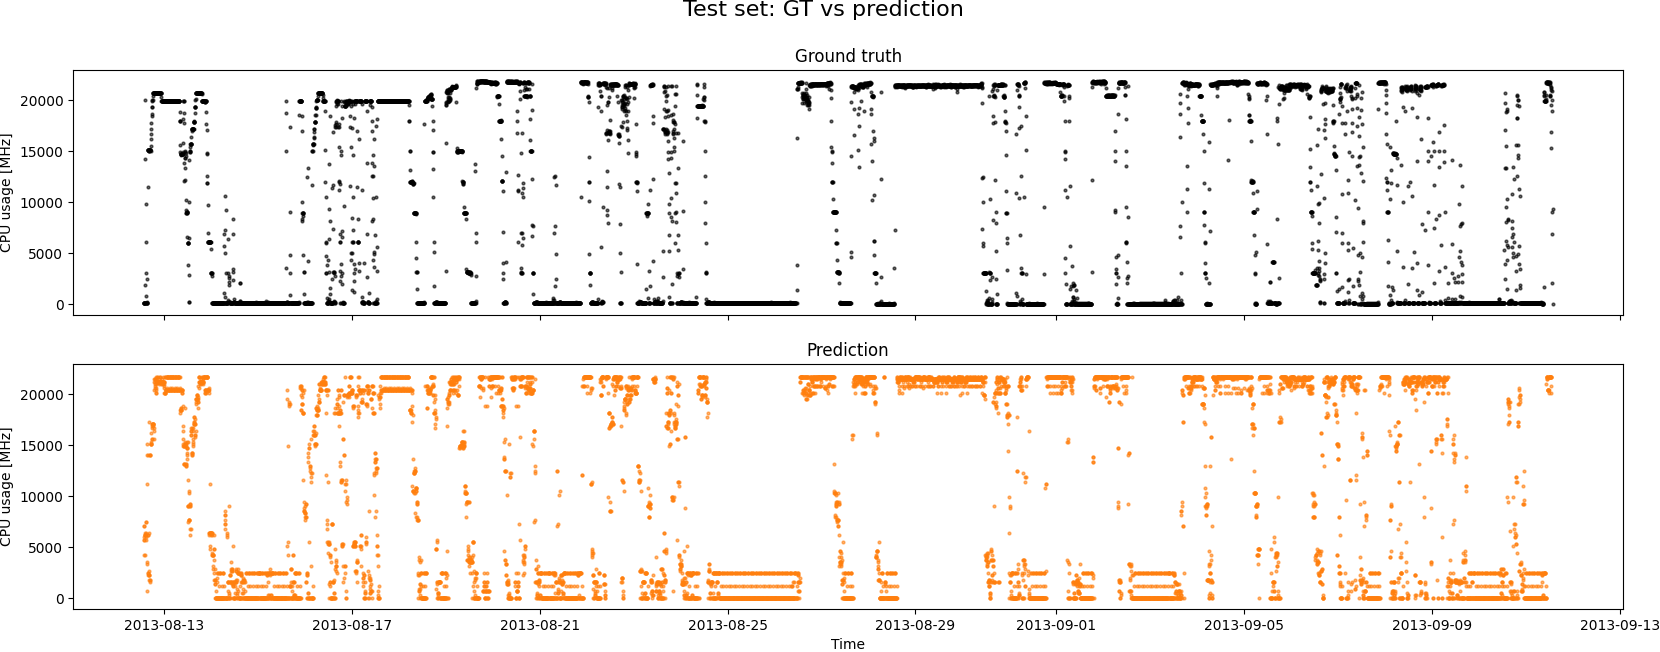 Test set: GT vs prediction
Ground truth
CPU usage [MHz]
20000
15000
10000
5000
0
Prediction
CPU usage [MHz]
20000
15000
10000
5000
0
2013-08-13 2013-08-17 2013-08-21 2013-08-25 2013-08-29 2013-09-01 2013-09-05 2013-09-09 2013-09-13
Time